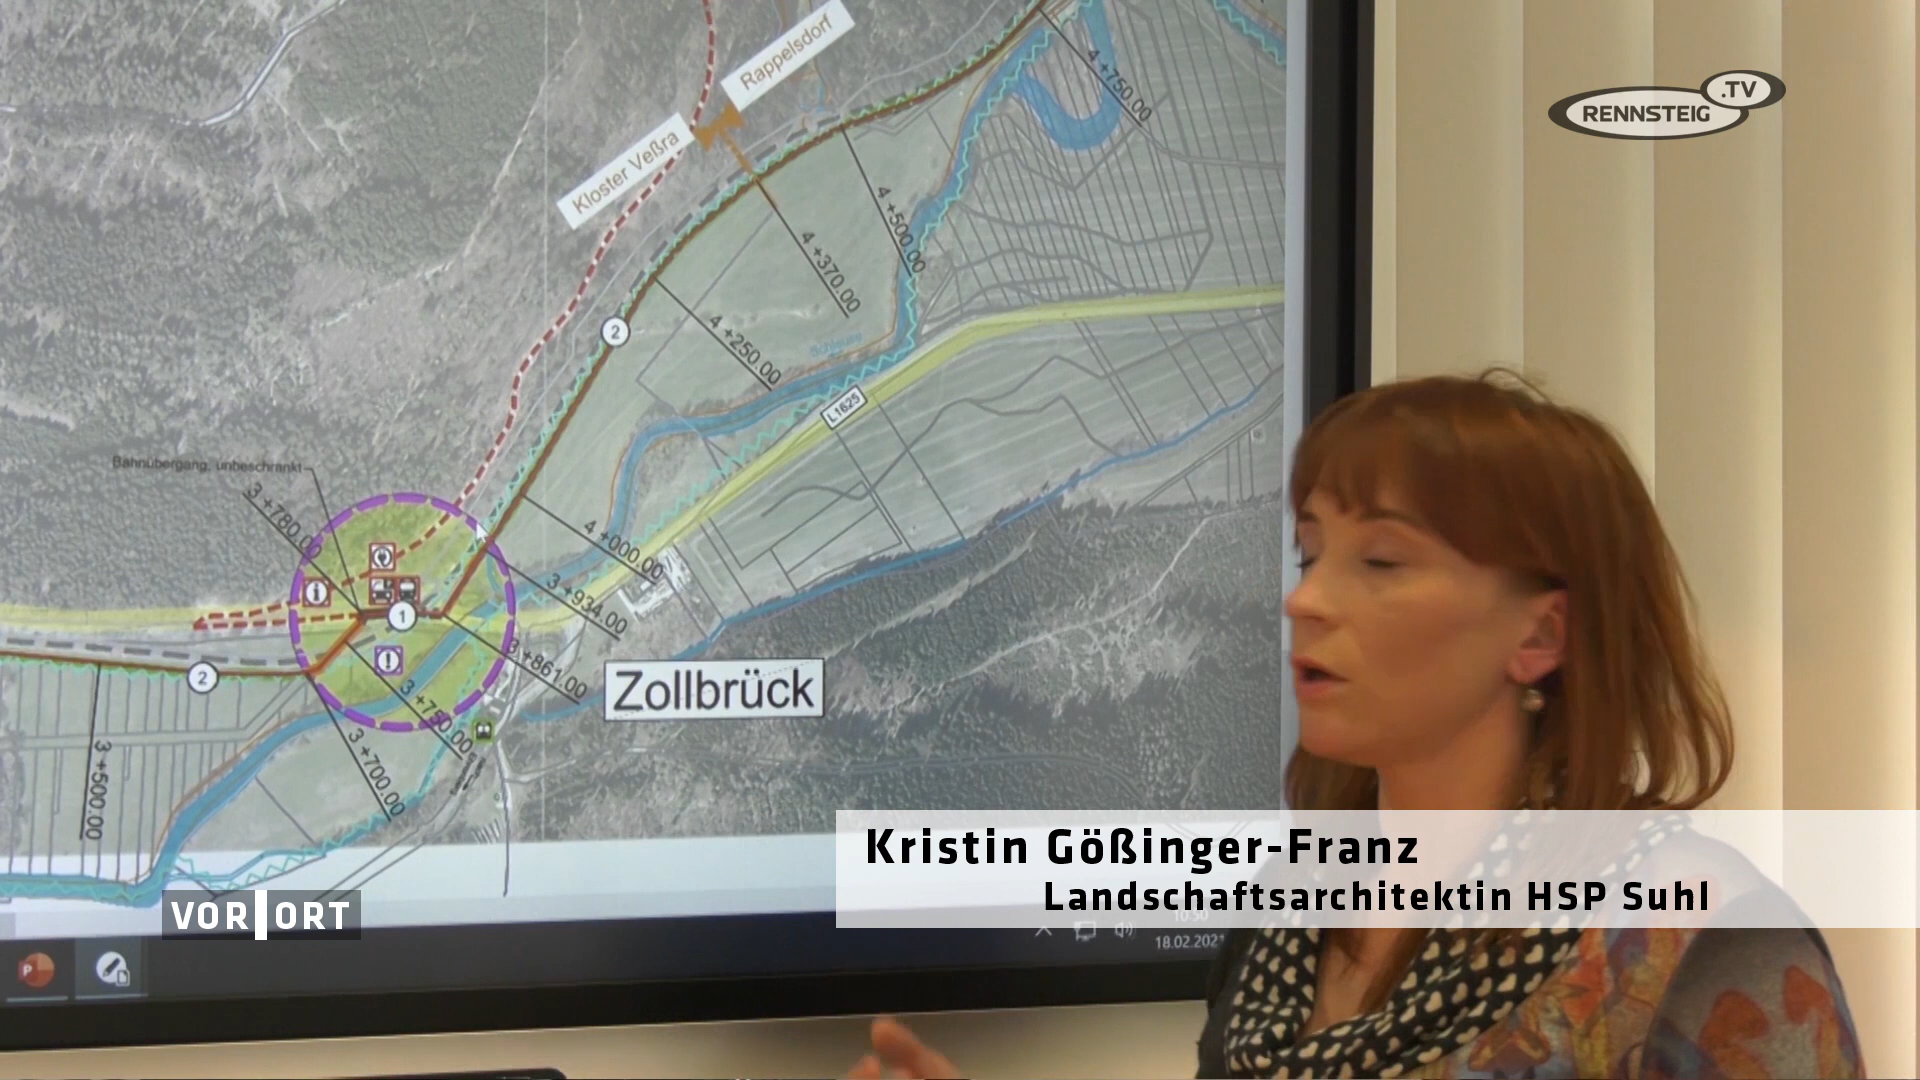 Rappelsdorf
.TV
RENNSTEIG
Kloster Veßra
4 +750.00
4 +500.00
4 +370.00
2
4 +250.00
L1625
Bahnübergang, unbeschrankt
3 +780.00
4 +000.00
3 +934.00
1
3 +861.00
2
Zollbrück
3 +750.00
3 +700.00
3 +500.00
Kristin Gößinger-Franz
Landschaftsarchitektin HSP Suhl
VOR ORT
10:50
18.02.2021
P